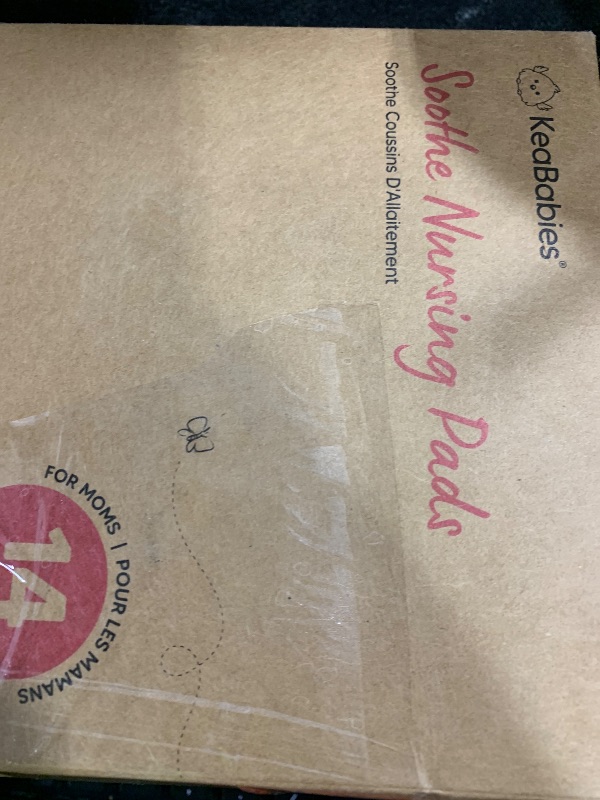 KeaBabies®
Soothe Nursing Pads
Soothe Coussins D'Allaitement
FOR MOMS | POUR LES MAMANS
14